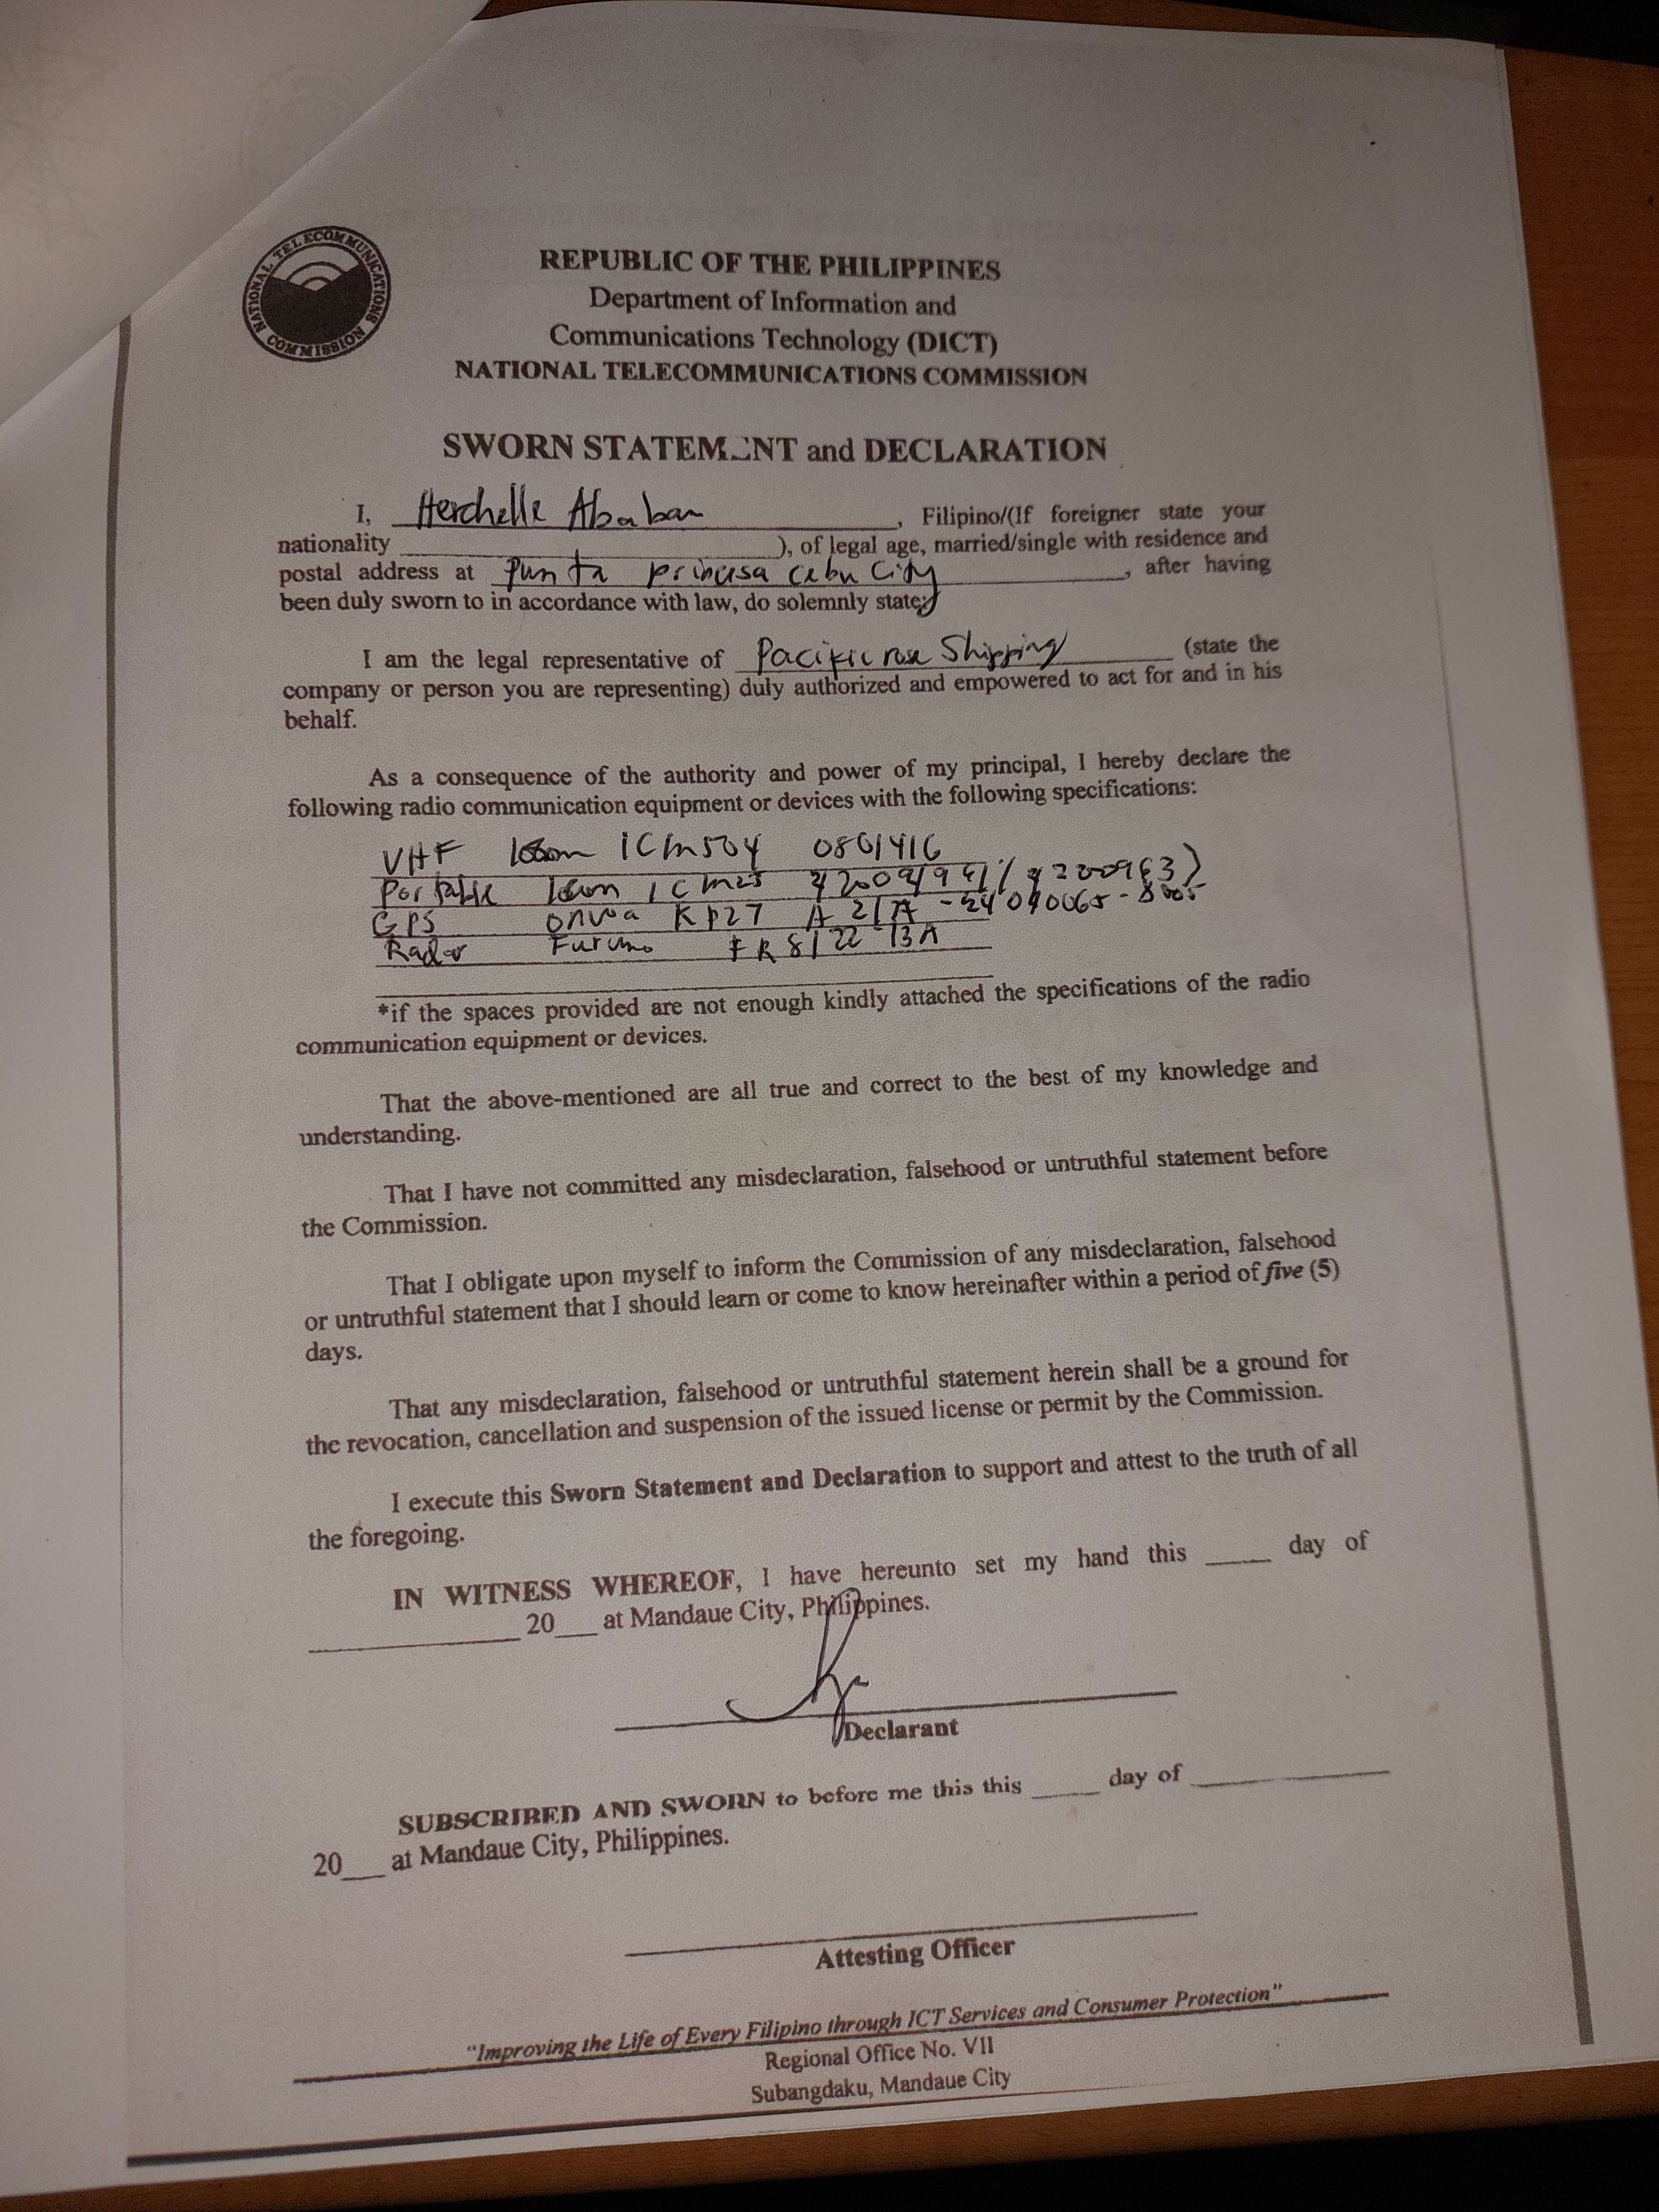 NATIONAL TELECOMMUNICATIONS COMMISSION
REPUBLIC OF THE PHILIPPINES
Department of Information and
Communications Technology (DICT)
NATIONAL TELECOMMUNICATIONS COMMISSION
SWORN STATEMENT and DECLARATION
I, Herchelle Ababan, Filipino/(If foreigner state your
nationality ), of legal age, married/single with residence and
postal address at Punta princesa Cebu City, after having
been duly sworn to in accordance with law, do solemnly state;
I am the legal representative of Pacific rose Shipping (state the
company or person you are representing) duly authorized and empowered to act for and in his
behalf.
As a consequence of the authority and power of my principal, I hereby declare the
following radio communication equipment or devices with the following specifications:
VHF Icom ICM504 0801416
Portable Icom ICM25
GPS onwa KP27
Radar Furuno FR8122
*if the spaces provided are not enough kindly attached the specifications of the radio
communication equipment or devices.
That the above-mentioned are all true and correct to the best of my knowledge and
understanding.
That I have not committed any misdeclaration, falsehood or untruthful statement before
the Commission.
That I obligate upon myself to inform the Commission of any misdeclaration, falsehood
or untruthful statement that I should learn or come to know hereinafter within a period of five (5)
days.
That any misdeclaration, falsehood or untruthful statement herein shall be a ground for
the revocation, cancellation and suspension of the issued license or permit by the Commission.
I execute this Sworn Statement and Declaration to support and attest to the truth of all
the foregoing.
IN WITNESS WHEREOF, I have hereunto set my hand this ____ day of
____ 20___ at Mandaue City, Philippines.
Declarant
SUBSCRIBED AND SWORN to before me this this ____ day of ____
20___ at Mandaue City, Philippines.
Attesting Officer
"Improving the Life of Every Filipino through ICT Services and Consumer Protection"
Regional Office No. VII
Subangdaku, Mandaue City